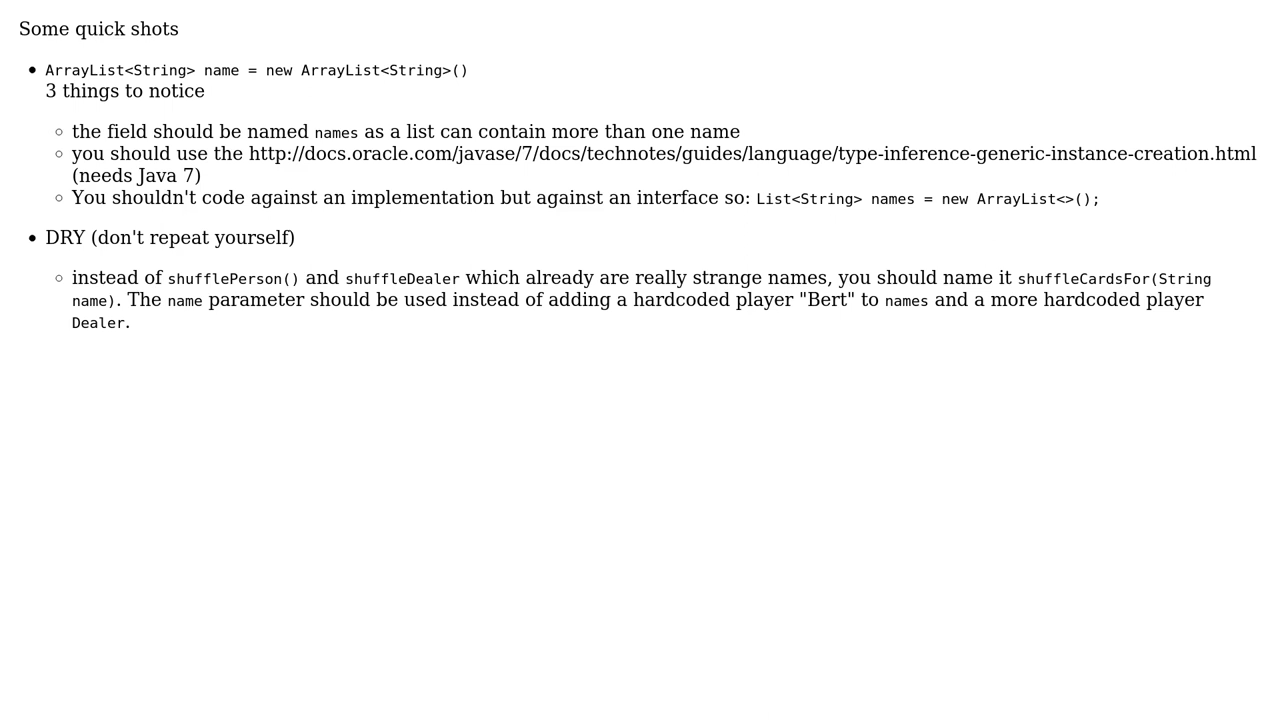 Some quick shots
ArrayList<String> name = new ArrayList<String>()
3 things to notice
the field should be named names as a list can contain more than one name
you should use the http://docs.oracle.com/javase/7/docs/technotes/guides/language/type-inference-generic-instance-creation.html
(needs Java 7)
You shouldn't code against an implementation but against an interface so: List<String> names = new ArrayList<>();
DRY (don't repeat yourself)
instead of shufflePerson() and shuffleDealer which already are really strange names, you should name it shuffleCardsFor(String
name). The name parameter should be used instead of adding a hardcoded player "Bert" to names and a more hardcoded player
Dealer.